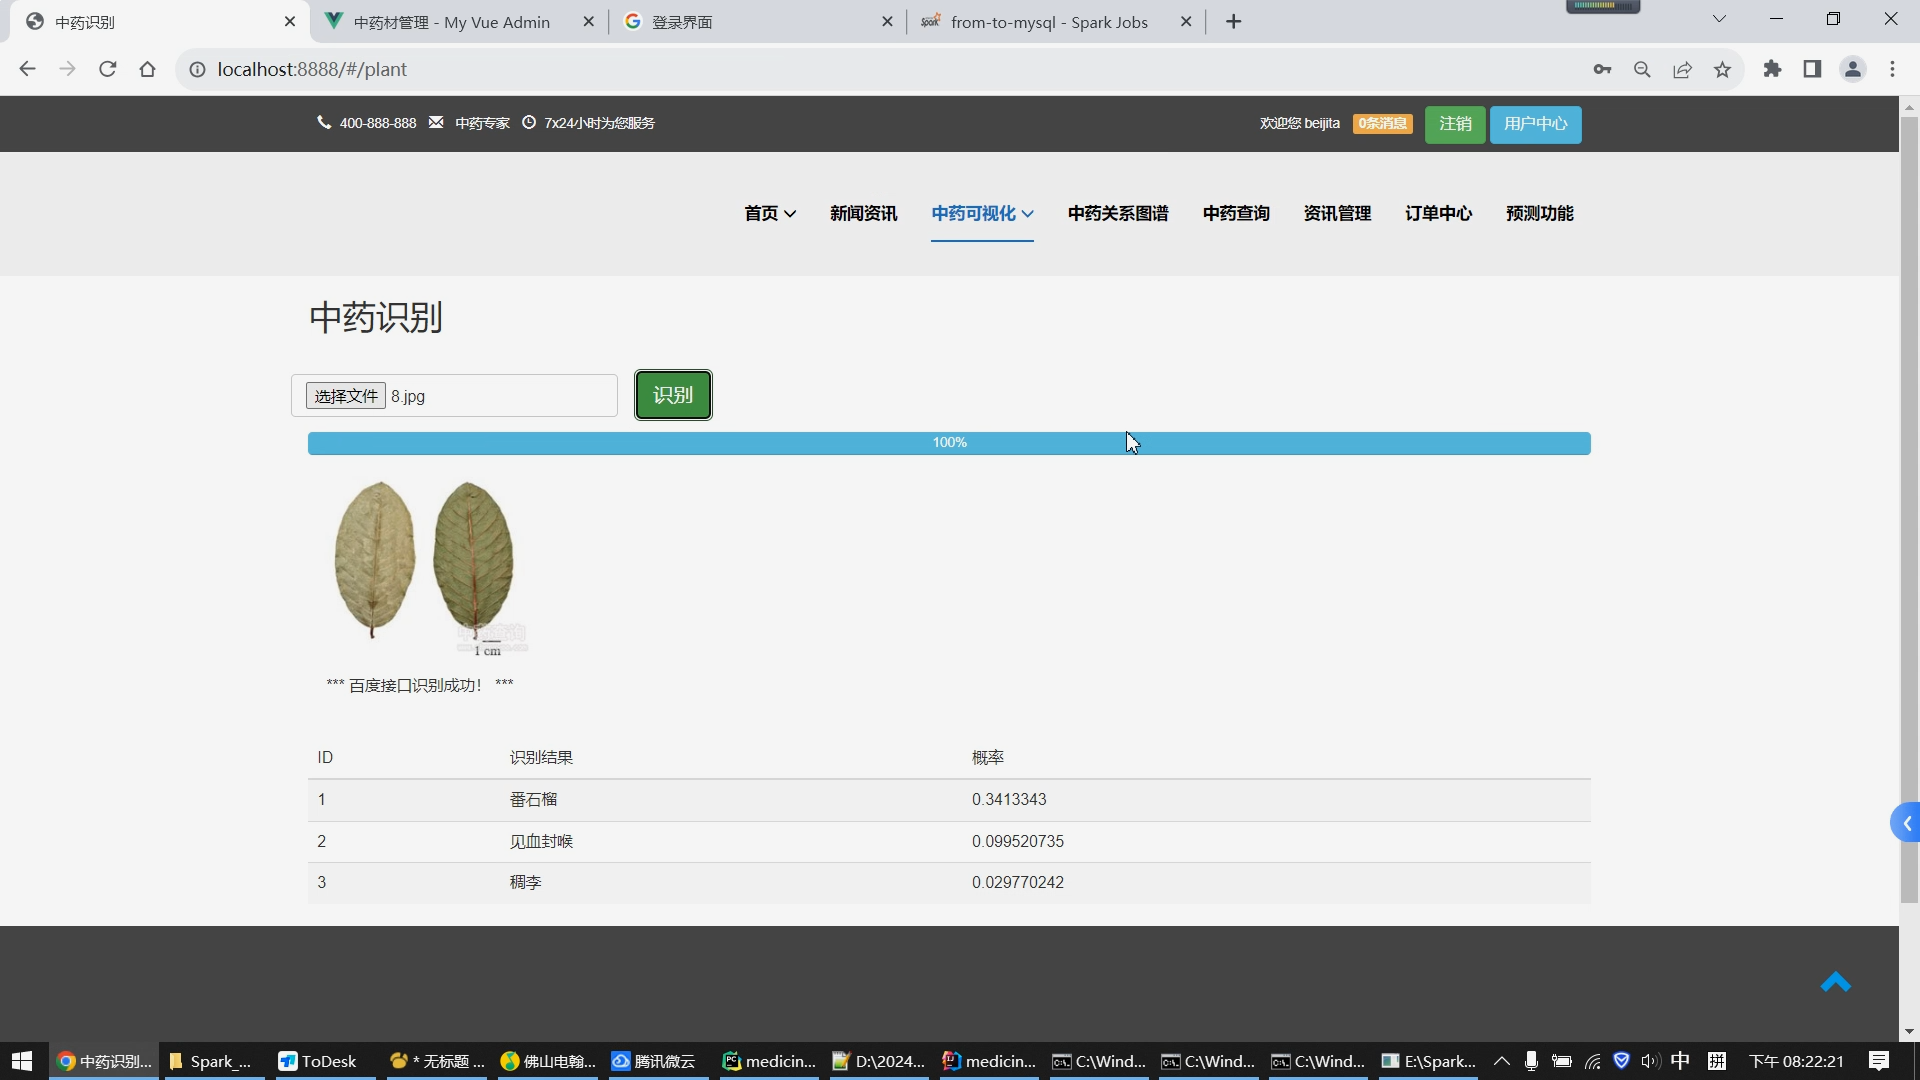 中药识别
中药材管理 - My Vue Admin
登录界面
from-to-mysql - Spark Jobs
localhost:8888/#/plant
400-888-888 中药专家 7x24小时为您服务
欢迎您 beijita 0条消息 注销 用户中心
首页 新闻资讯 中药可视化 中药关系图谱 中药查询 资讯管理 订单中心 预测功能
中药识别
选择文件 8.jpg 识别
100%
1 cm
*** 百度接口识别成功！ ***
ID 识别结果 概率
1 番石榴 0.3413343
2 见血封喉 0.099520735
3 稠李 0.029770242
中药识别... Spark_... ToDesk * 无标题 ... 佛山电翰... 腾讯微云 medicin... D:\2024... medicin... C:\Wind... C:\Wind... C:\Wind... E:\Spark... 中 拼 下午 08:22:21